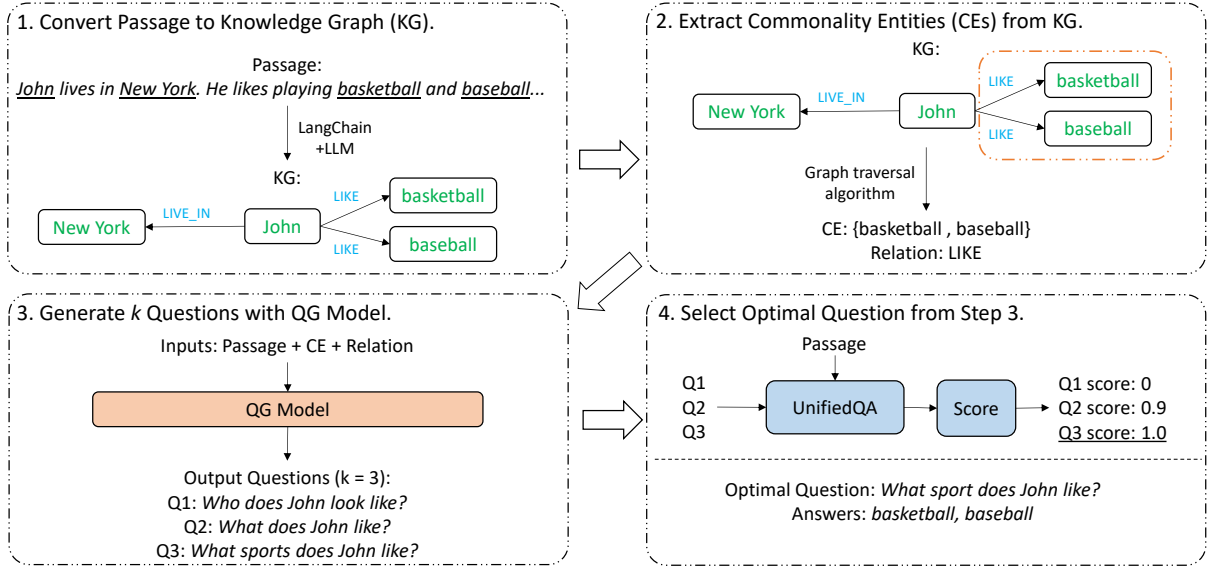 1. Convert Passage to Knowledge Graph (KG).
Passage:
John lives in New York. He likes playing basketball and baseball...
LangChain
+LLM
KG:
New York
LIVE_IN
John
LIKE
basketball
LIKE
baseball
2. Extract Commonality Entities (CEs) from KG.
KG:
New York
LIVE_IN
John
LIKE
basketball
LIKE
baseball
Graph traversal
algorithm
CE: {basketball , baseball}
Relation: LIKE
3. Generate k Questions with QG Model.
Inputs: Passage + CE + Relation
QG Model
Output Questions (k = 3):
Q1: Who does John look like?
Q2: What does John like?
Q3: What sports does John like?
4. Select Optimal Question from Step 3.
Passage
Q1
Q2
Q3
UnifiedQA
Score
Q1 score: 0
Q2 score: 0.9
Q3 score: 1.0
Optimal Question: What sport does John like?
Answers: basketball, baseball